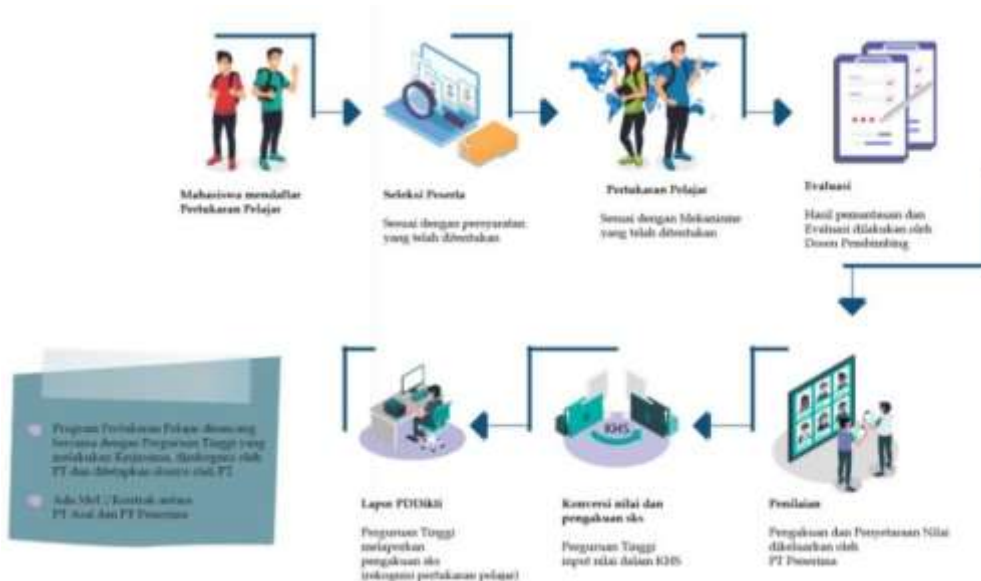 Mahasiswa mendaftar
Pertukaran Pelajar
Seleksi Peserta
Sesuai dengan persyaratan
yang telah ditentukan
Pertukaran Pelajar
Sesuai dengan Mekanisme
yang telah ditentukan
Evaluasi
Hasil pemantauan dan
Evaluasi dilakukan oleh
Dosen Pembimbing
Penilaian
Pengakuan dan Penyetaraan Nilai
dikeluarkan oleh
PT Penerima
KHS
Konversi nilai dan
pengakuan sks
Perguruan Tinggi
input nilai dalam KHS
Lapor PDDikti
Perguruan Tinggi
melaporkan
pengakuan sks
(rekognisi pertukaran pelajar)
Program Pertukaran Pelajar dirancang
bersama dengan Perguruan Tinggi yang
melakukan Kerjasama, oleh
PT dan ditetapkan oleh PT
Ada MoU/Kontrak antara
PT Asal dan PT Penerima